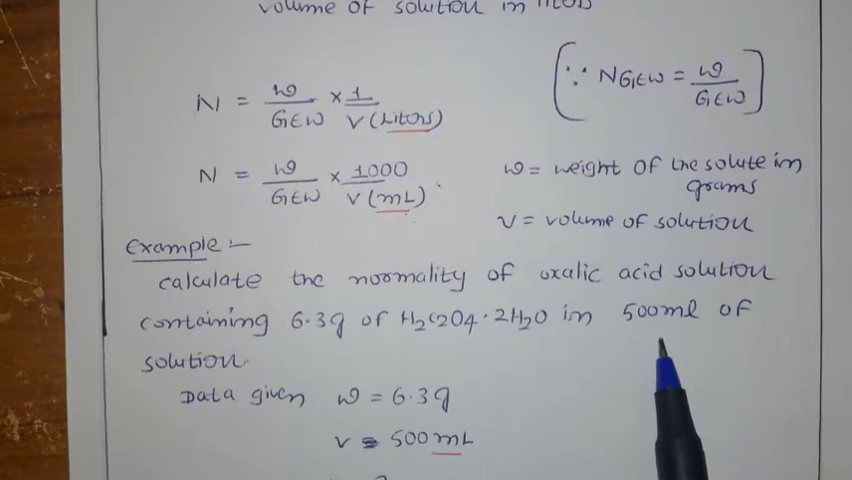 volume of solution in liters
N = w/GEW × 1/V(Liters)
(∵ NGEW = w/GEW)
N = w/GEW × 1000/V(mL)
w = weight of the solute in
grams
v = volume of solution
Example :-
calculate the normality of oxalic acid solution
containing 6.3g of H2C2O4·2H2O in 500ml of
solution.
Data given w = 6.3g
v = 500mL